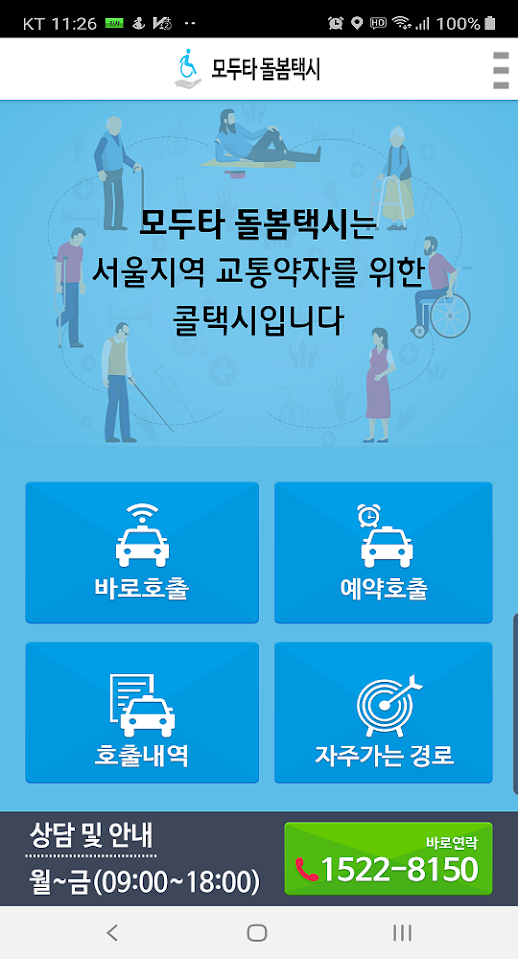 KT 11:26
HD
100%
모두타 돌봄택시
모두타 돌봄택시는
서울지역 교통약자를 위한
콜택시입니다
바로호출
예약호출
호출내역
자주가는 경로
상담 및 안내
월~금(09:00~18:00)
바로연락
1522-8150